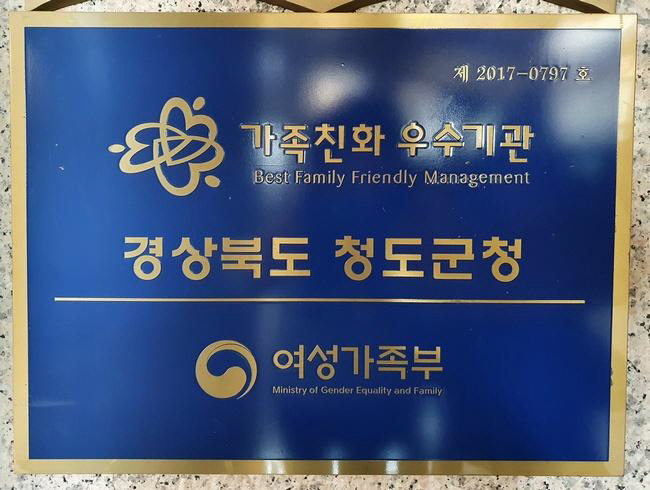 제 2017-0797 호
가족친화 우수기관
Best Family Friendly Management
경상북도 청도군청
여성가족부
Ministry of Gender Equality and Family